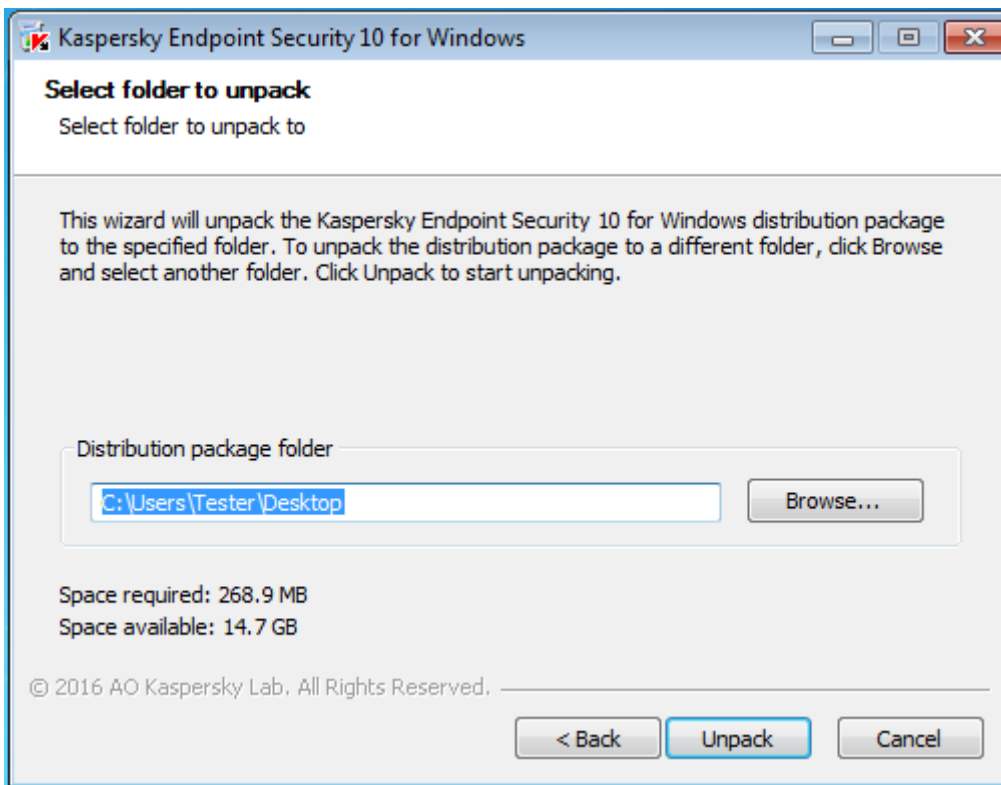 Kaspersky Endpoint Security 10 for Windows
Select folder to unpack
Select folder to unpack to
This wizard will unpack the Kaspersky Endpoint Security 10 for Windows distribution package
to the specified folder. To unpack the distribution package to a different folder, click Browse
and select another folder. Click Unpack to start unpacking.
Distribution package folder
C:\Users\Tester\Desktop
Browse...
Space required: 268.9 MB
Space available: 14.7 GB
© 2016 AO Kaspersky Lab. All Rights Reserved.
< Back
Unpack
Cancel